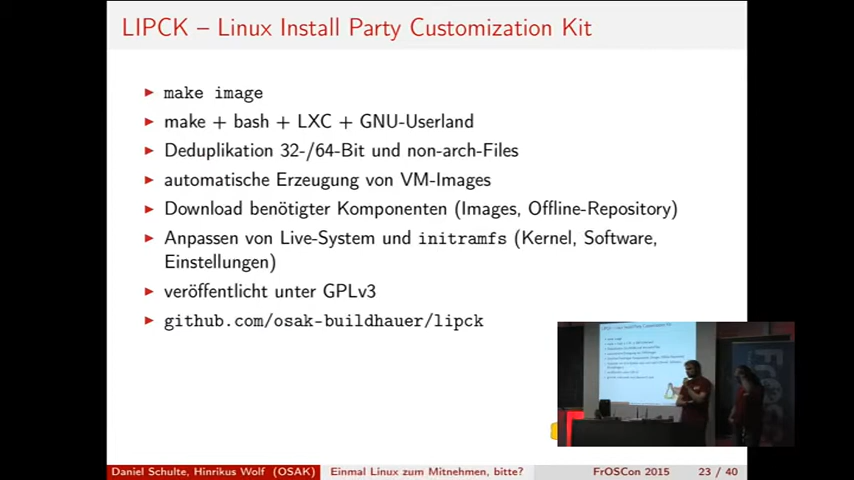 LIPCK – Linux Install Party Customization Kit
make image
make + bash + LXC + GNU-Userland
Deduplikation 32-/64-Bit und non-arch-Files
automatische Erzeugung von VM-Images
Download benötigter Komponenten (Images, Offline-Repository)
Anpassen von Live-System und initramfs (Kernel, Software,
Einstellungen)
veröffentlicht unter GPLv3
github.com/osak-buildhauer/lipck
Daniel Schulte, Hinrikus Wolf (OSAK)
Einmal Linux zum Mitnehmen, bitte?
FrOSCon 2015
23 / 40